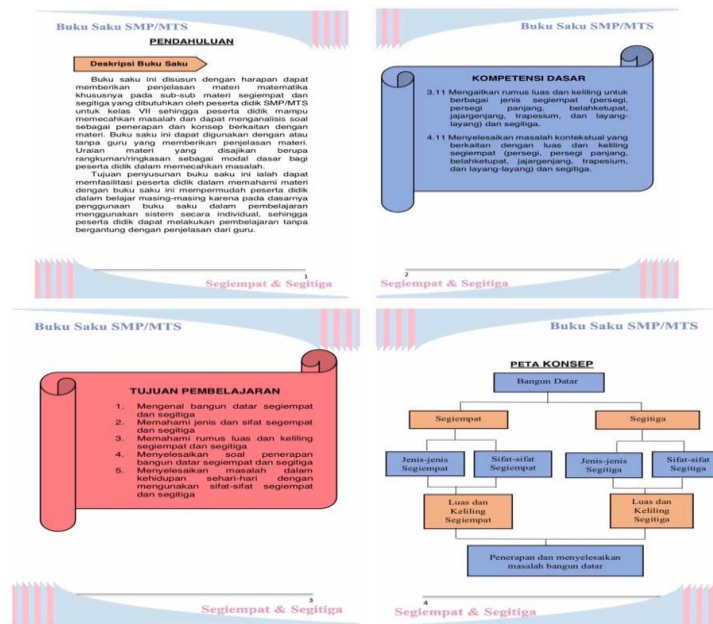 Buku Saku SMP/MTS
PENDAHULUAN
Deskripsi Buku Saku
Buku saku ini disusun dengan harapan dapat
memberikan penjelasan materi matematika
khususnya pada sub-sub materi segiempat dan
segitiga yang dibutuhkan oleh peserta didik SMP/MTS
untuk kelas VII sehingga peserta didik mampu
memecahkan masalah dan dapat menganalisis soal
sebagai penerapan dan konsep berkaitan dengan
materi. Buku saku ini dapat digunakan dengan atau
tanpa guru yang memberikan penjelasan materi.
Uraian materi yang disajikan berupa
rangkuman/ringkasan sebagai modal dasar bagi
peserta didik dalam memecahkan masalah.
Tujuan penyusunan buku saku ini ialah dapat
memfasilitasi peserta didik dalam memahami materi
dengan buku saku ini mempermudah peserta didik
dalam belajar masing-masing karena pada dasarnya
penggunaan buku saku dalam pembelajaran
menggunakan sistem secara individual, sehingga
peserta didik dapat melakukan pembelajaran tanpa
bergantung dengan penjelasan dari guru.
1
Segiempat & Segitiga
Buku Saku SMP/MTS
KOMPETENSI DASAR
3.11 Mengaitkan rumus luas dan keliling untuk
berbagai jenis segiempat (persegi,
persegi panjang, belahketupat,
jajargenjang, trapesium, dan layang-
layang) dan segitiga.
4.11 Menyelesaikan masalah kontekstual yang
berkaitan dengan luas dan keliling
segiempat (persegi, persegi panjang,
belahketupat, jajargenjang, trapesium,
dan layang-layang) dan segitiga.
2
Segiempat & Segitiga
Buku Saku SMP/MTS
TUJUAN PEMBELAJARAN
1. Mengenal bangun datar segiempat
dan segitiga
2. Memahami jenis dan sifat segempat
dan segitiga
3. Memahami rumus luas dan keliling
segiempat dan segitiga
4. Menyelesaikan soal penerapan
bangun datar segiempat dan segitiga
5. Menyelesaikan masalah dalam
kehidupan sehari-hari dengan
mengunakan sifat-sifat segiempat
dan segitiga
3
Segiempat & Segitiga
Buku Saku SMP/MTS
PETA KONSEP
Bangun Datar
Segiempat
Segitiga
Jenis-jenis
Segiempat
Sifat-sifat
Segiempat
Jenis-jenis
Segitiga
Sifat-sifat
Segitiga
Luas dan
Keliling
Segiempat
Luas dan
Keliling
Segitiga
Penerapan dan menyelesaikan
masalah bangun datar
4
Segiempat & Segitiga